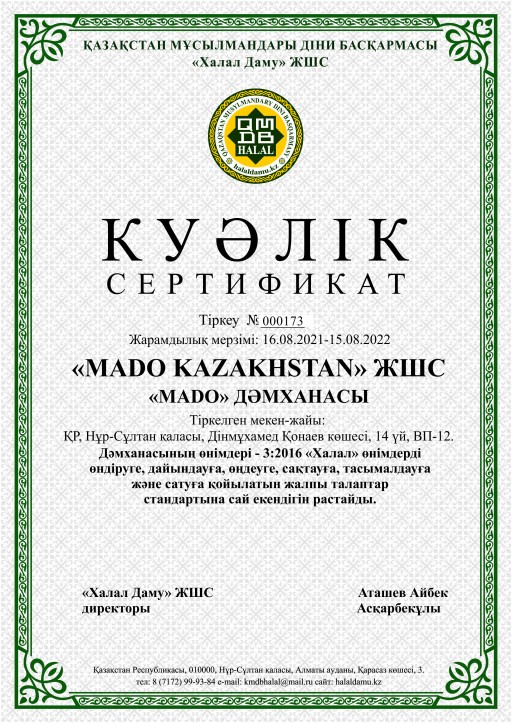 ҚАЗАҚСТАН МҰСЫЛМАНДАРЫ ДІНИ БАСҚАРМАСЫ
«Халал Даму» ЖШС
QAZAQSTAN MUSYLMANDARY DINI BASQARMASY
QM
DB
HALAL
halaldamu.kz
КУӘЛІК
СЕРТИФИКАТ
Тіркеу № 000173
Жарамдылық мерзімі: 16.08.2021-15.08.2022
«MADO KAZAKHSTAN» ЖШС
«MADO» ДӘМХАНАСЫ
Тіркелген мекен-жайы:
ҚР, Нұр-Сұлтан қаласы, Дінмұхамед Қонаев көшесі, 14 үй, ВП-12.
Дәмханасының өнімдері - 3:2016 «Халал» өнімдерді
өндіруге, дайындауға, өңдеуге, сақтауға, тасымалдауға
және сатуға қойылатын жалпы талаптар
стандартына сай екендігін растайды.
«Халал Даму» ЖШС
директоры
Аташев Айбек
Асқарбекұлы
Қазақстан Республикасы, 010000, Нұр-Сұлтан қаласы, Алматы ауданы, Қарасаз көшесі, 3.
тел: 8 (7172) 99-93-84 e-mail: kmdbhalal@mail.ru сайт: halaldamu.kz